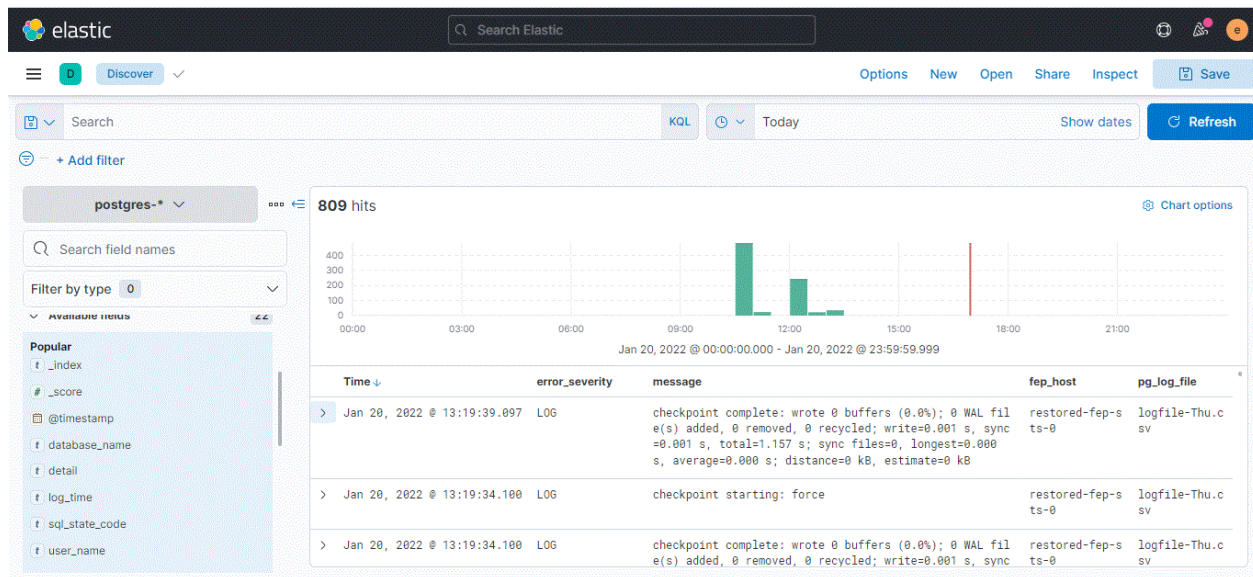 elastic
Search Elastic
e
D
Discover
Options New Open Share Inspect Save
Search
KQL
Today
Show dates
Refresh
+ Add filter
postgres-*
809 hits
Chart options
Search field names
Filter by type 0
Available fields 22
Popular
t _index
# _score
@timestamp
t database_name
t detail
t log_time
t sql_state_code
t user_name
400
300
200
100
0
00:00 03:00 06:00 09:00 12:00 15:00 18:00 21:00
Jan 20, 2022 @ 00:00:00.000 - Jan 20, 2022 @ 23:59:59.999
Time error_severity message fep_host pg_log_file
Jan 20, 2022 @ 13:19:39.097 LOG checkpoint complete: wrote 0 buffers (0.0%); 0 WAL fil restored-fep-s logfile-Thu.c
e(s) added, 0 removed, 0 recycled; write=0.001 s, sync ts-0 sv
=0.001 s, total=1.157 s; sync files=0, longest=0.000
s, average=0.000 s; distance=0 kB, estimate=0 kB
Jan 20, 2022 @ 13:19:34.100 LOG checkpoint starting: force restored-fep-s logfile-Thu.c
ts-0 sv
Jan 20, 2022 @ 13:19:34.100 LOG checkpoint complete: wrote 0 buffers (0.0%); 0 WAL fil restored-fep-s logfile-Thu.c
e(s) added, 0 removed, 0 recycled; write=0.001 s, sync ts-0 sv